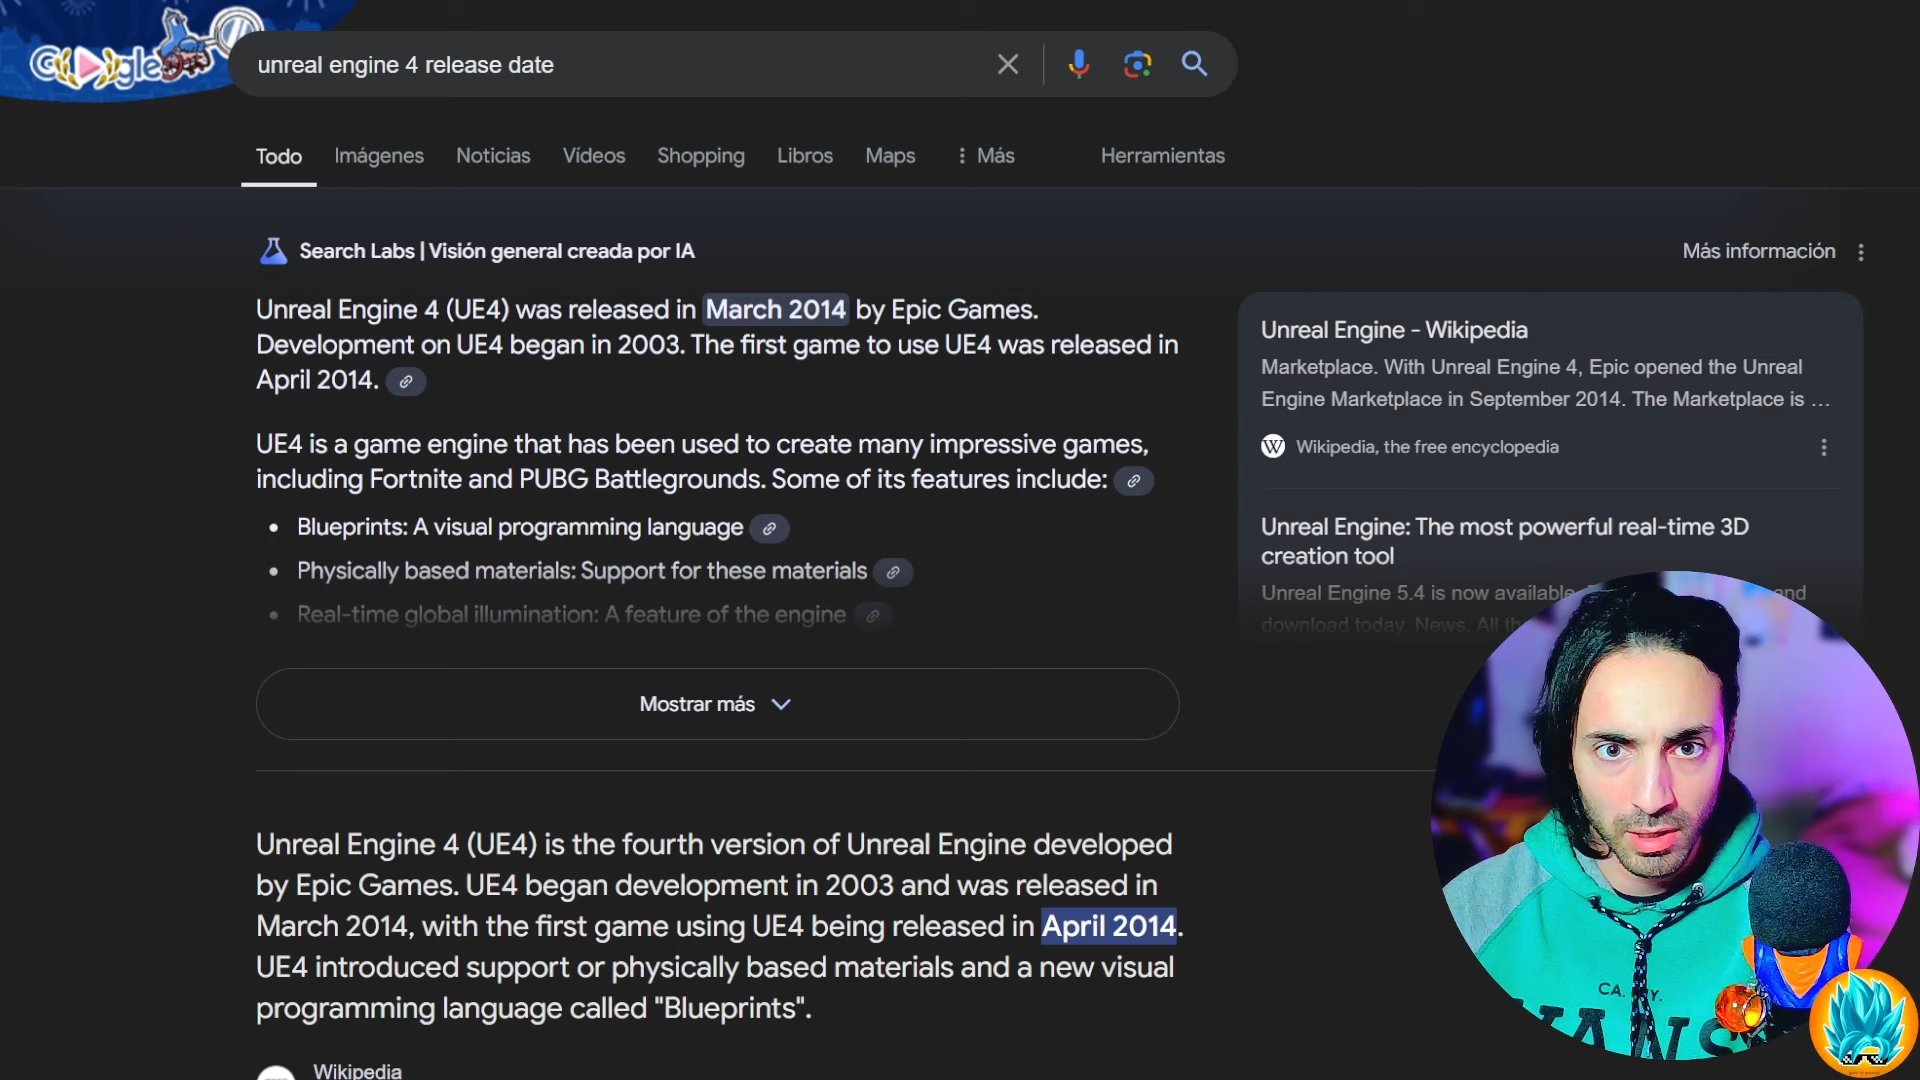 Google
unreal engine 4 release date
Todo
Imágenes
Noticias
Vídeos
Shopping
Libros
Maps
Más
Herramientas
Search Labs | Visión general creada por IA
Más información
Unreal Engine 4 (UE4) was released in March 2014 by Epic Games.
Development on UE4 began in 2003. The first game to use UE4 was released in
April 2014.
UE4 is a game engine that has been used to create many impressive games,
including Fortnite and PUBG Battlegrounds. Some of its features include:
• Blueprints: A visual programming language
• Physically based materials: Support for these materials
• Real-time global illumination: A feature of the engine
Mostrar más
Unreal Engine - Wikipedia
Marketplace. With Unreal Engine 4, Epic opened the Unreal
Engine Marketplace in September 2014. The Marketplace is …
W
Wikipedia, the free encyclopedia
Unreal Engine: The most powerful real-time 3D
creation tool
Unreal Engine 5.4 is now available and
download today. News. All
Unreal Engine 4 (UE4) is the fourth version of Unreal Engine developed
by Epic Games. UE4 began development in 2003 and was released in
March 2014, with the first game using UE4 being released in April 2014.
UE4 introduced support or physically based materials and a new visual
programming language called "Blueprints".
Wikipedia
CA.
VANS